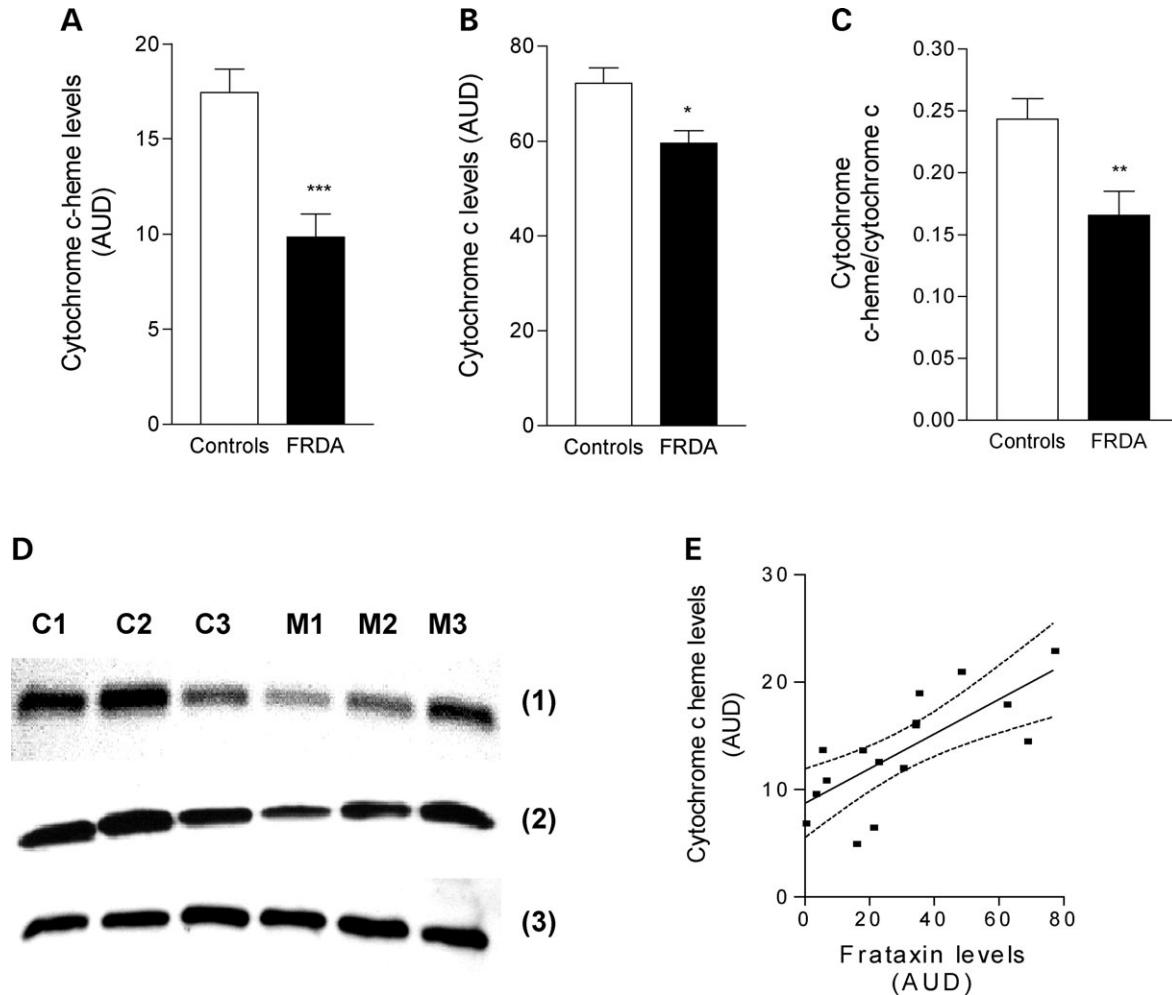 A
Cytochrome c-heme levels
(AUD)
20
15
10
5
0
***
Controls FRDA
B
Cytochrome c levels (AUD)
80
60
40
20
0
*
Controls FRDA
C
Cytochrome
c-heme/cytochrome c
0.30
0.25
0.20
0.15
0.10
0.05
0.00
**
Controls FRDA
D
C1 C2 C3 M1 M2 M3
(1)
(2)
(3)
E
Cytochrome c heme levels
(AUD)
30
20
10
0
0 20 40 60 80
Frataxin levels
(AUD)